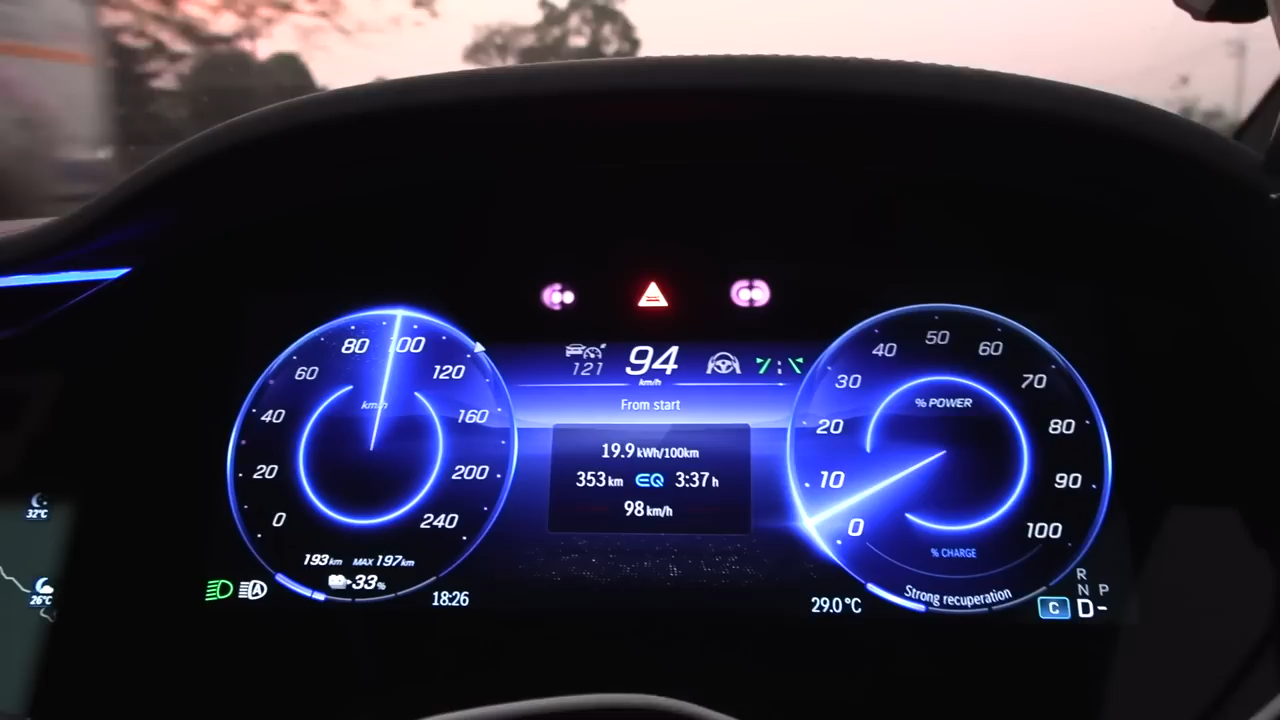 121
94
km/h
From start
19.9 kWh/100km
353 km EQ 3:37 h
98 km/h
0
20
40
60
80
100
120
160
200
240
km/h
193 km MAX 197 km
33%
A
18:26
0
10
20
30
40
50
60
70
80
90
100
% POWER
% CHARGE
Strong recuperation
29.0 °C
C
R
N P
D-
32°C
26°C